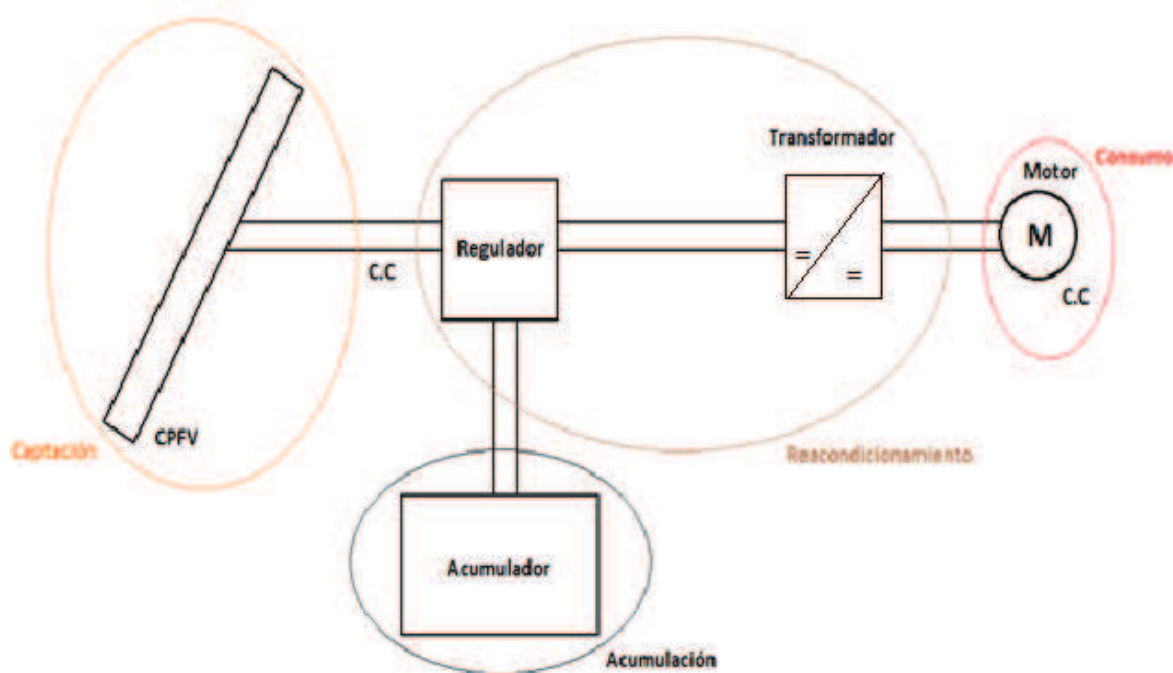 Transformador
Consumo
Motor
M
C.C
Regulador
=
=
C.C
CPFV
Captación
Reacondicionamiento
Acumulador
Acumulación